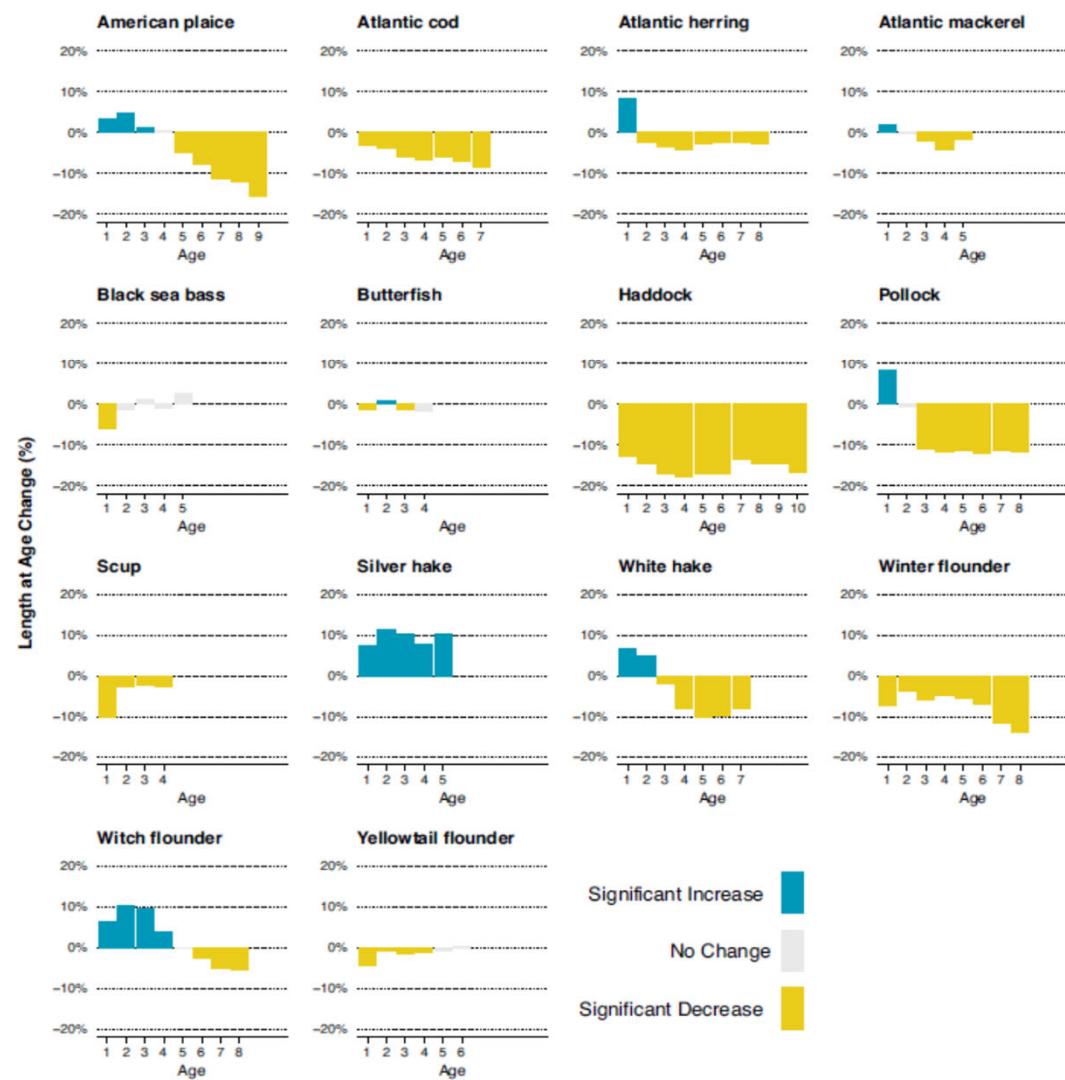 American plaice Atlantic cod Atlantic herring Atlantic mackerel
20% 20% 20% 20%
10% 10% 10% 10%
0% 0% 0% 0%
−10% −10% −10% −10%
−20% −20% −20% −20%
1 2 3 4 5 6 7 8 9 1 2 3 4 5 6 7 1 2 3 4 5 6 7 8 1 2 3 4 5
Age Age Age Age
Black sea bass Butterfish Haddock Pollock
20% 20% 20% 20%
10% 10% 10% 10%
0% 0% 0% 0%
−10% −10% −10% −10%
−20% −20% −20% −20%
1 2 3 4 5 1 2 3 4 1 2 3 4 5 6 7 8 9 10 1 2 3 4 5 6 7 8
Age Age Age Age
Length at Age Change (%)
Scup Silver hake White hake Winter flounder
20% 20% 20% 20%
10% 10% 10% 10%
0% 0% 0% 0%
−10% −10% −10% −10%
−20% −20% −20% −20%
1 2 3 4 1 2 3 4 5 1 2 3 4 5 6 7 1 2 3 4 5 6 7 8
Age Age Age Age
Witch flounder Yellowtail flounder
20% 20%
10% 10%
0% 0%
−10% −10%
−20% −20%
1 2 3 4 5 6 7 8 1 2 3 4 5 6
Age Age
Significant Increase
No Change
Significant Decrease